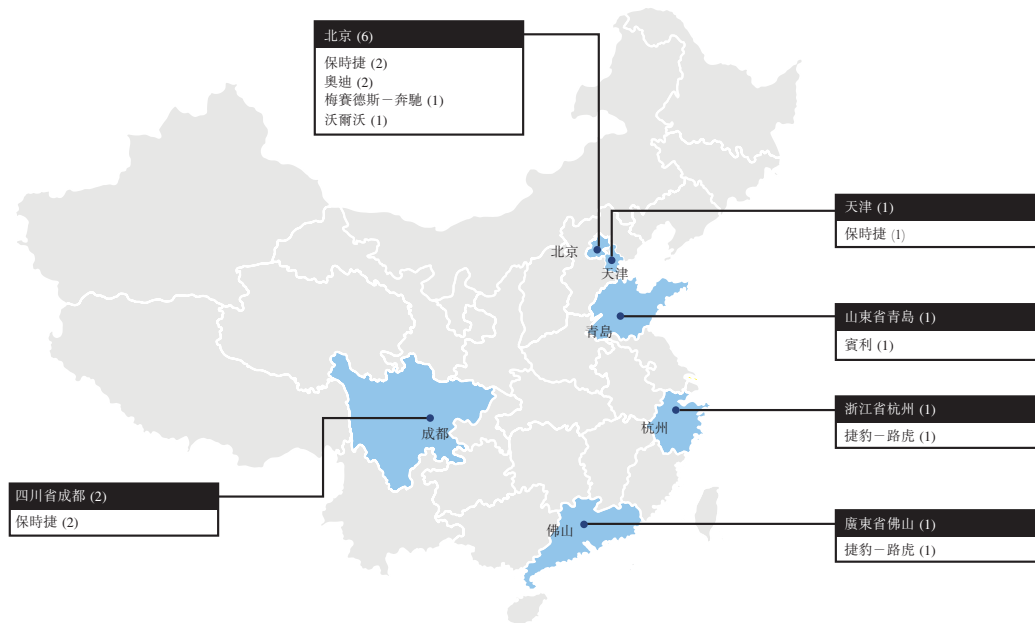 北京 (6)
保時捷 (2)
奧迪 (2)
梅賽德斯－奔馳 (1)
沃爾沃 (1)
天津 (1)
保時捷 (1)
北京
天津
山東省青島 (1)
賓利 (1)
青島
浙江省杭州 (1)
捷豹－路虎 (1)
杭州
成都
四川省成都 (2)
保時捷 (2)
佛山
廣東省佛山 (1)
捷豹－路虎 (1)